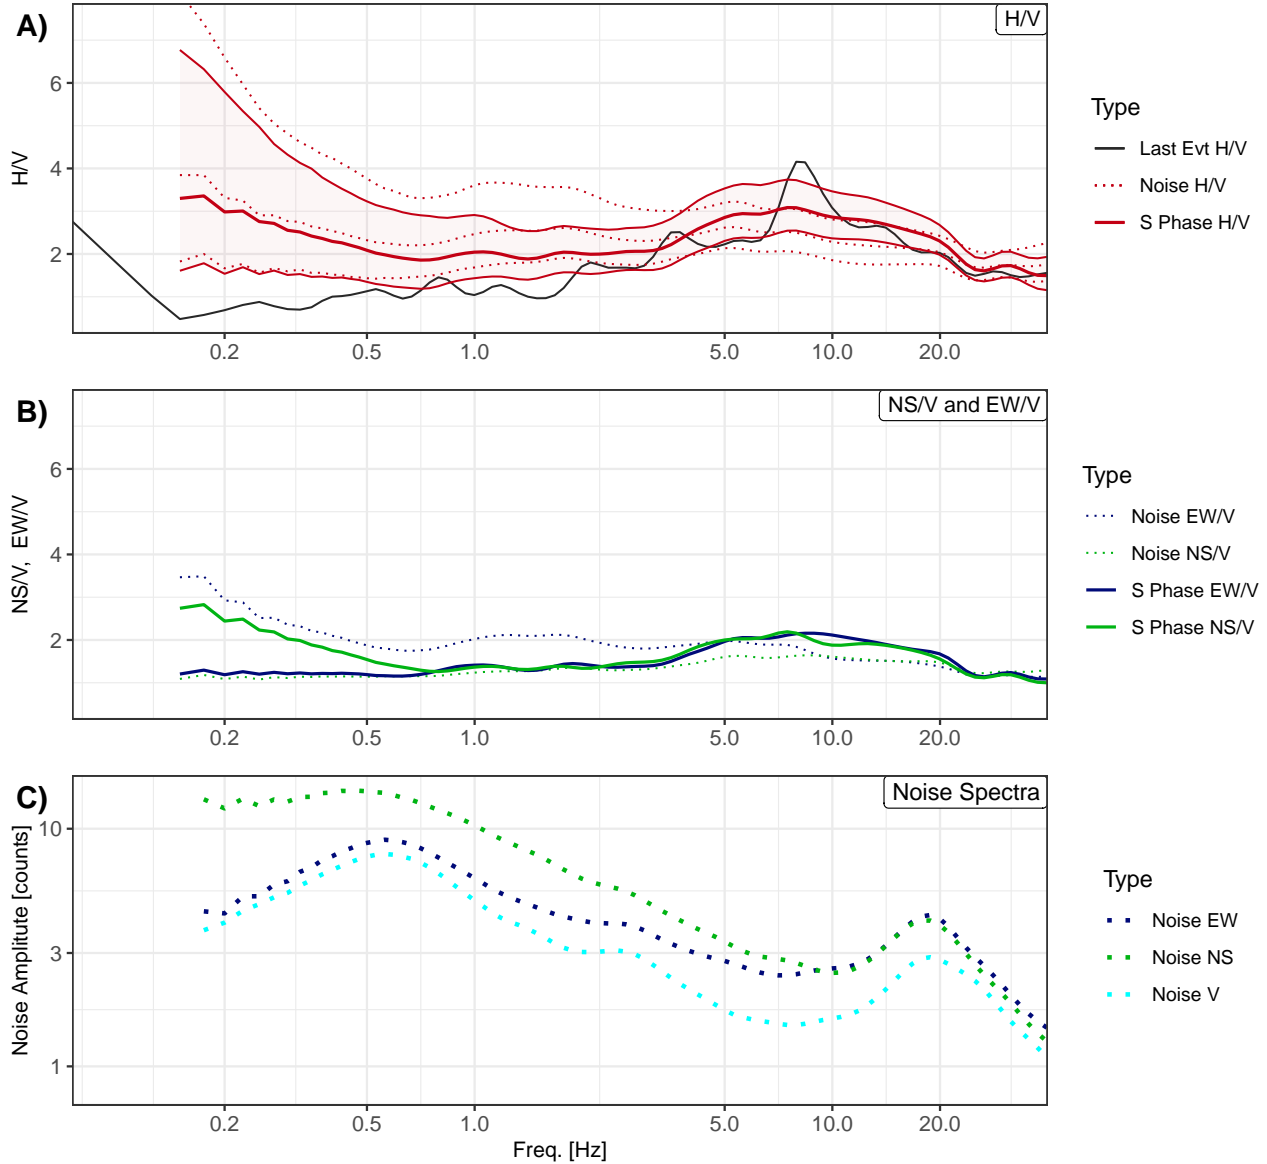 A)
H/V
H/V
6
4
2
0.2 0.5 1.0 5.0 10.0 20.0
Type
Last Evt H/V
Noise H/V
S Phase H/V
B)
NS/V and EW/V
NS/V,  EW/V
6
4
2
0.2 0.5 1.0 5.0 10.0 20.0
Type
Noise EW/V
Noise NS/V
S Phase EW/V
S Phase NS/V
C)
Noise Spectra
Noise Amplitude [counts]
10
3
1
0.2 0.5 1.0 5.0 10.0 20.0
Freq. [Hz]
Type
Noise EW
Noise NS
Noise V